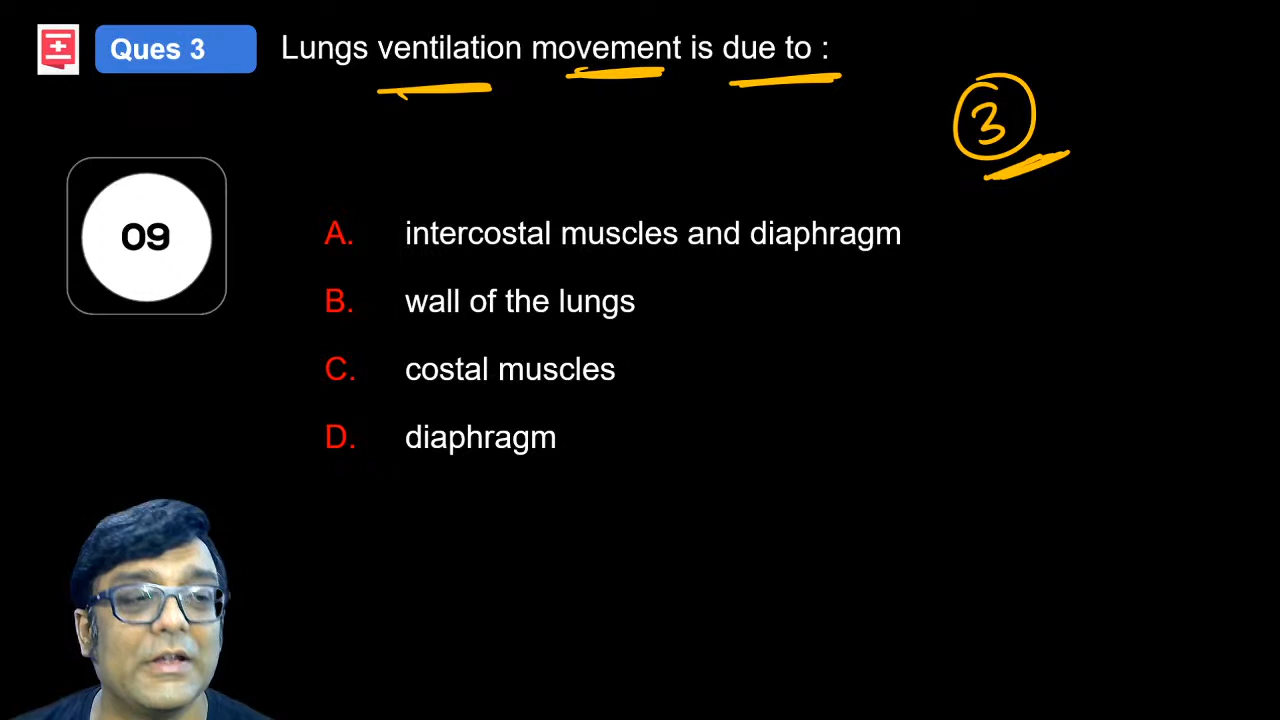 Ques 3 Lungs ventilation movement is due to :
3
09
A. intercostal muscles and diaphragm
B. wall of the lungs
C. costal muscles
D. diaphragm